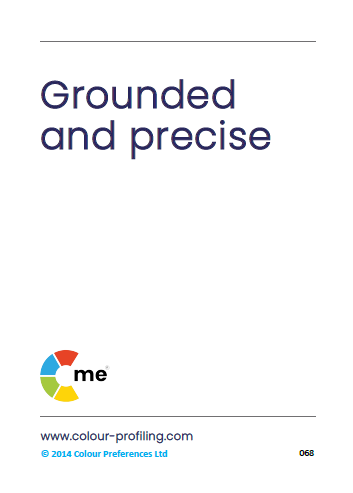 Grounded
and precise
me
www.colour-profiling.com
© 2014 Colour Preferences Ltd
068